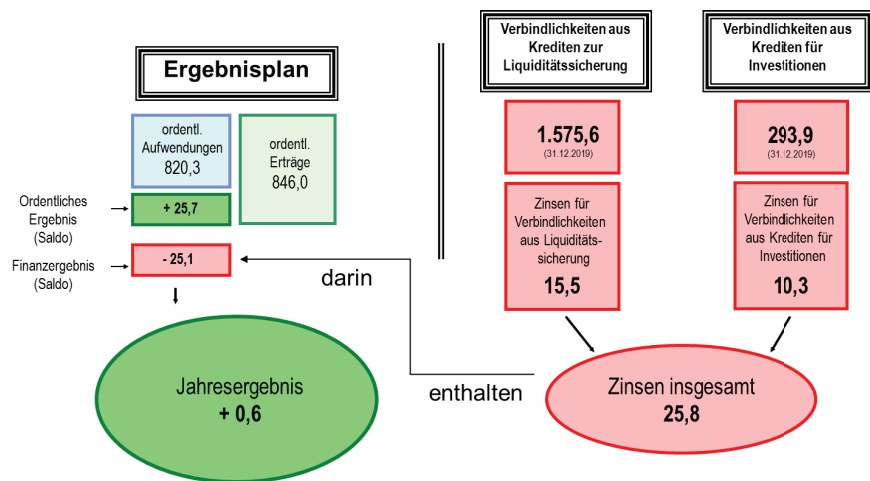 Ergebnisplan
ordentl.
Aufwendungen
820,3
ordentl.
Erträge
846,0
Ordentliches
Ergebnis
(Saldo)
+ 25,7
Finanzergebnis
(Saldo)
- 25,1
Jahresergebnis
+ 0,6
darin
enthalten
Verbindlichkeiten aus
Krediten zur
Liquiditätssicherung
1.575,6
(31.12.2019)
Zinsen für
Verbindlichkeiten
aus Liquiditäts-
sicherung
15,5
Verbindlichkeiten aus
Krediten für
Investitionen
293,9
(31.12.2019)
Zinsen für
Verbindlichkeiten
aus Krediten für
Investitionen
10,3
Zinsen insgesamt
25,8